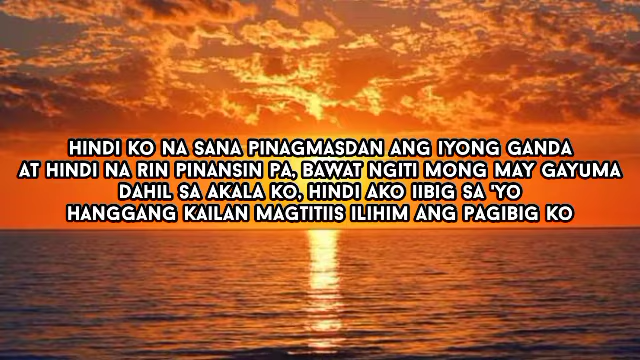 HINDI KO NA SANA PINAGMASDAN ANG IYONG GANDA
AT HINDI NA RIN PINANSIN PA, BAWAT NGITI MONG MAY GAYUMA
DAHIL SA AKALA KO, HINDI AKO IIBIG SA 'YO
HANGGANG KAILAN MAGTITIIS ILIHIM ANG PAGIBIG KO